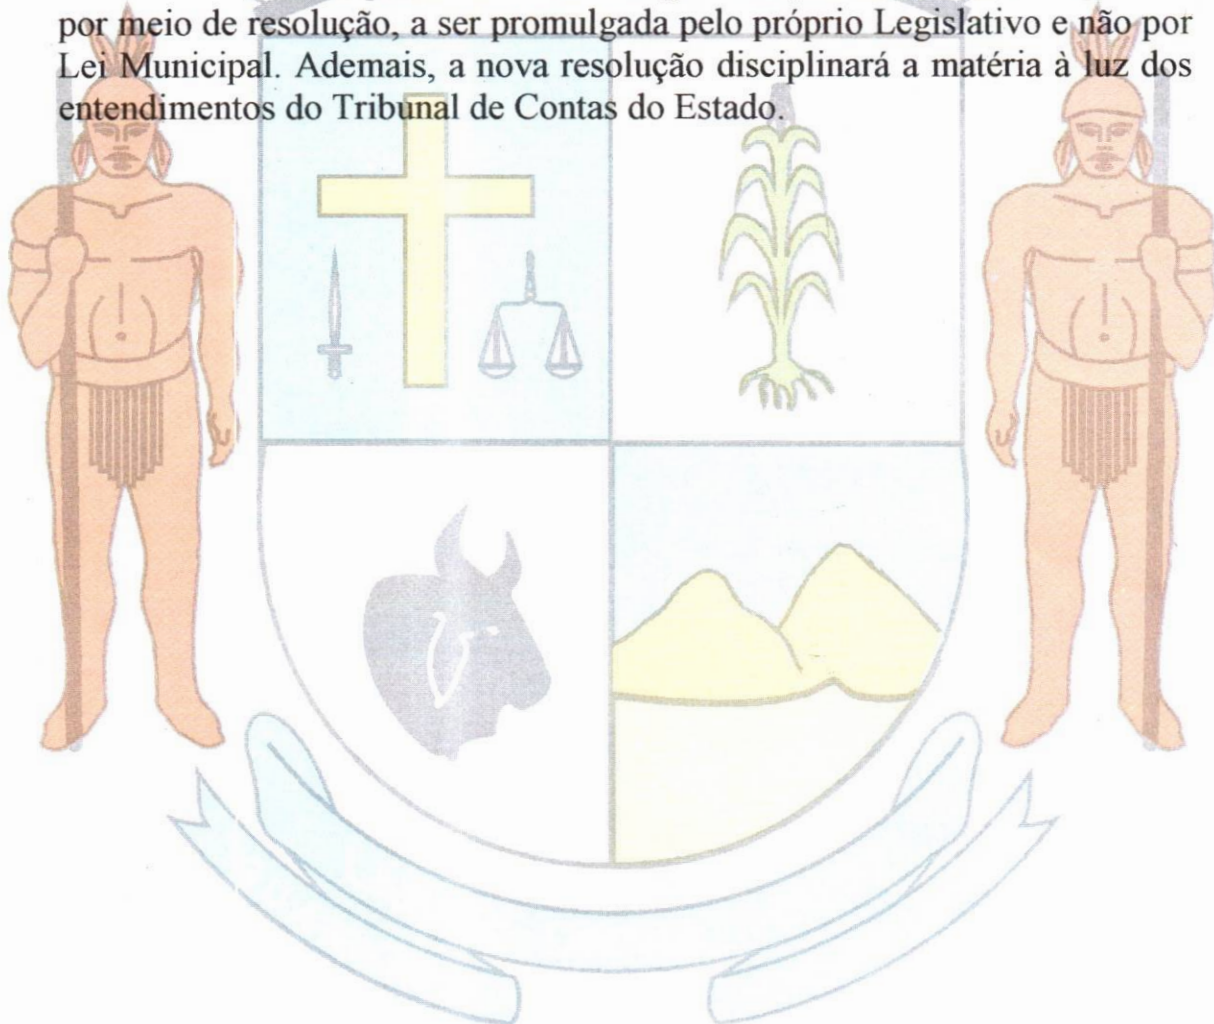 por meio de resolução, a ser promulgada pelo próprio Legislativo e não por
Lei Municipal. Ademais, a nova resolução disciplinará a matéria à luz dos
entendimentos do Tribunal de Contas do Estado.